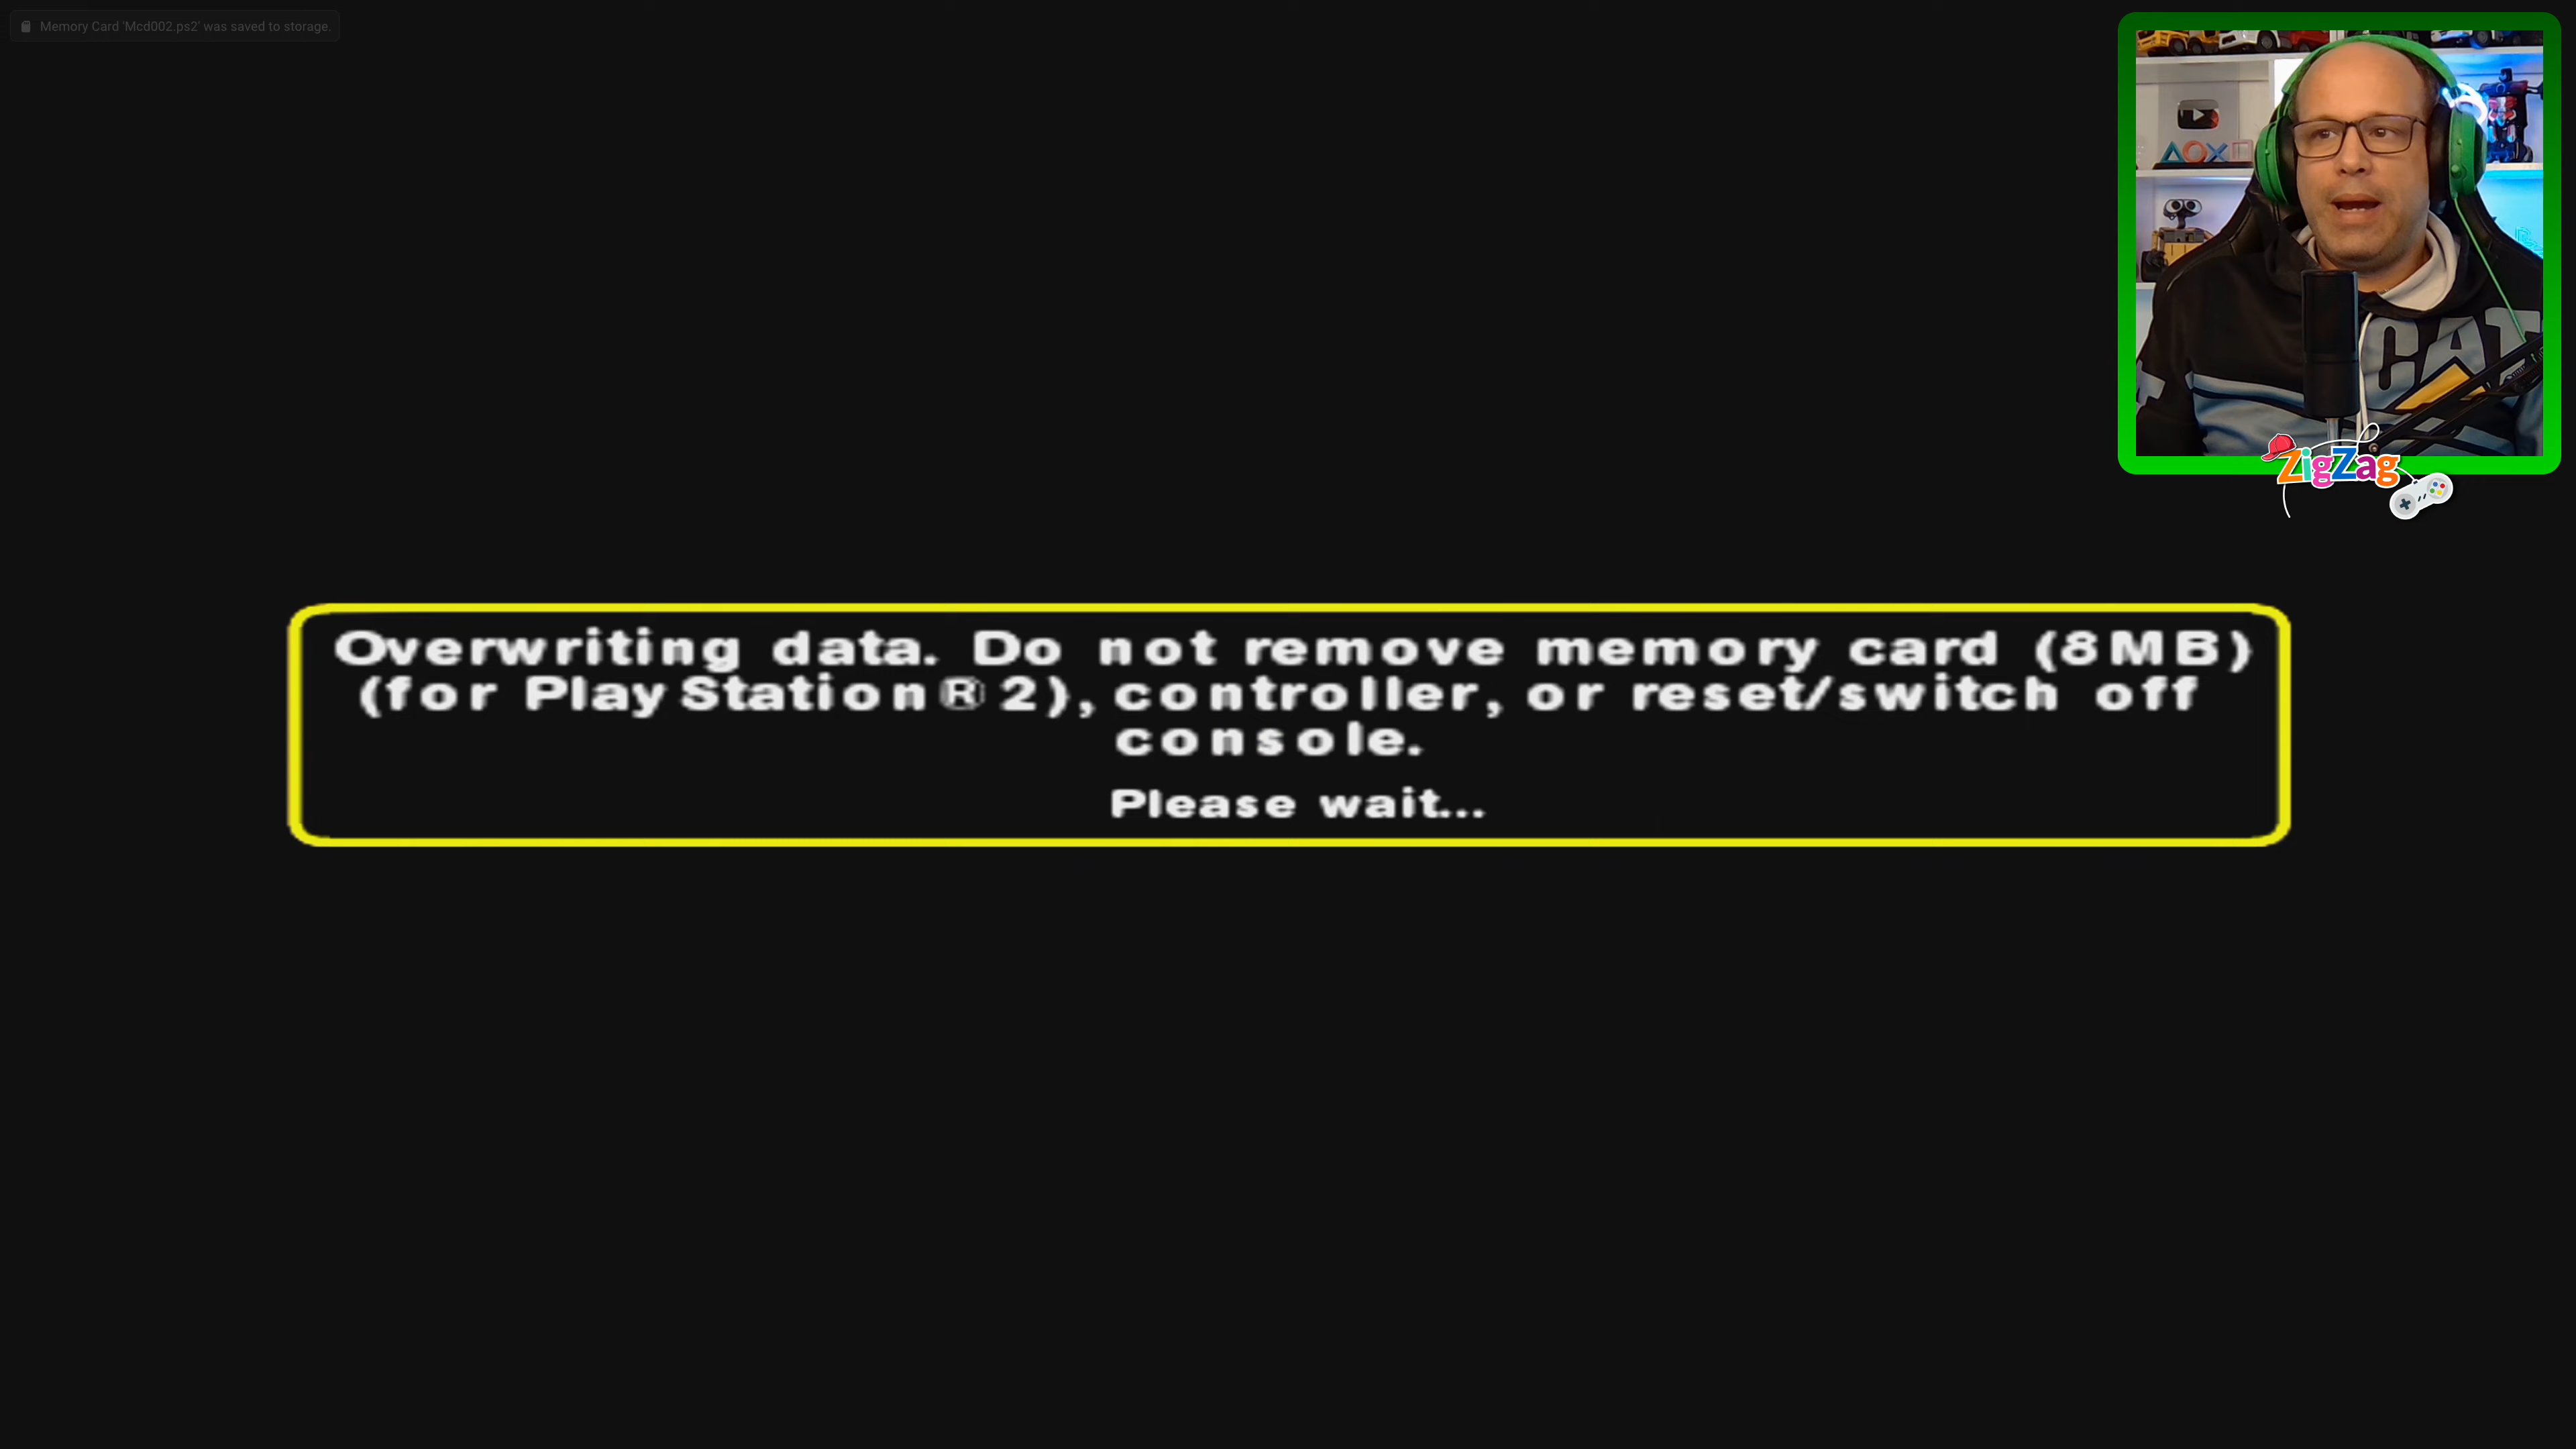 Memory Card 'Mcd002.ps2' was saved to storage.
CAT
ZigZag
Overwriting data. Do not remove memory card (8MB)
(for PlayStation®2), controller, or reset/switch off
console.
Please wait...